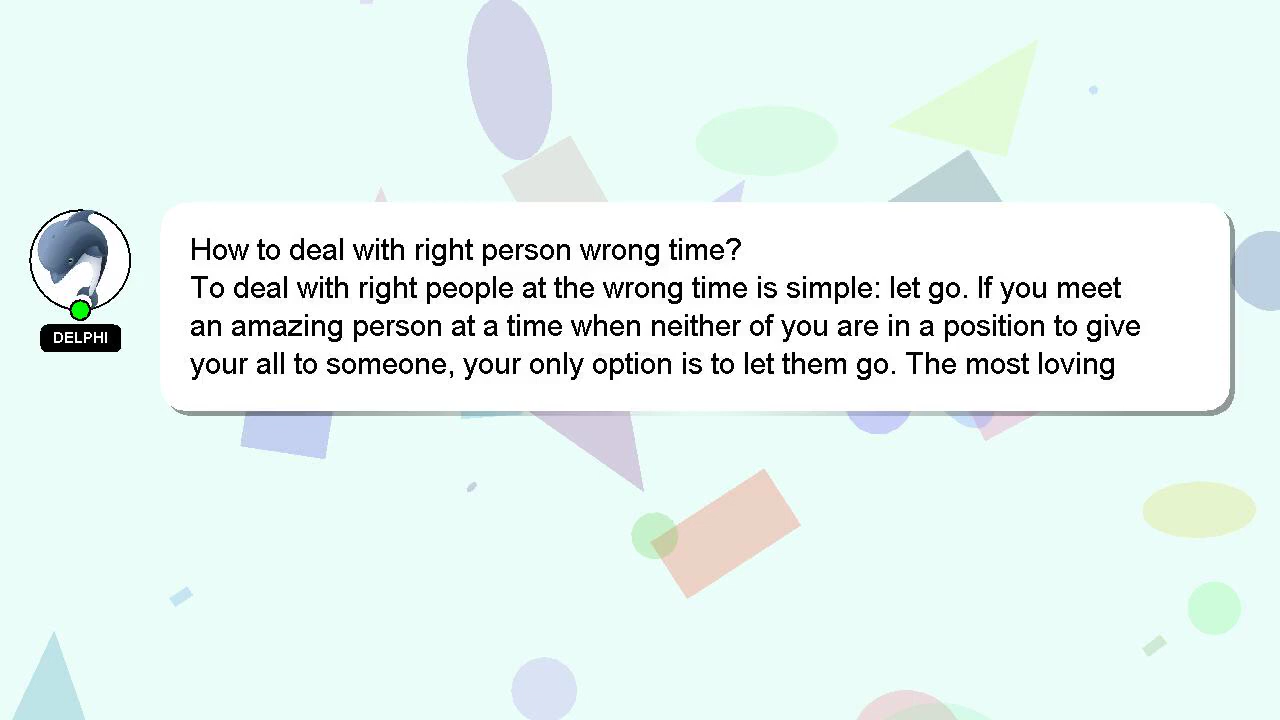 How to deal with right person wrong time?
To deal with right people at the wrong time is simple: let go. If you meet
an amazing person at a time when neither of you are in a position to give
your all to someone, your only option is to let them go. The most loving
DELPHI